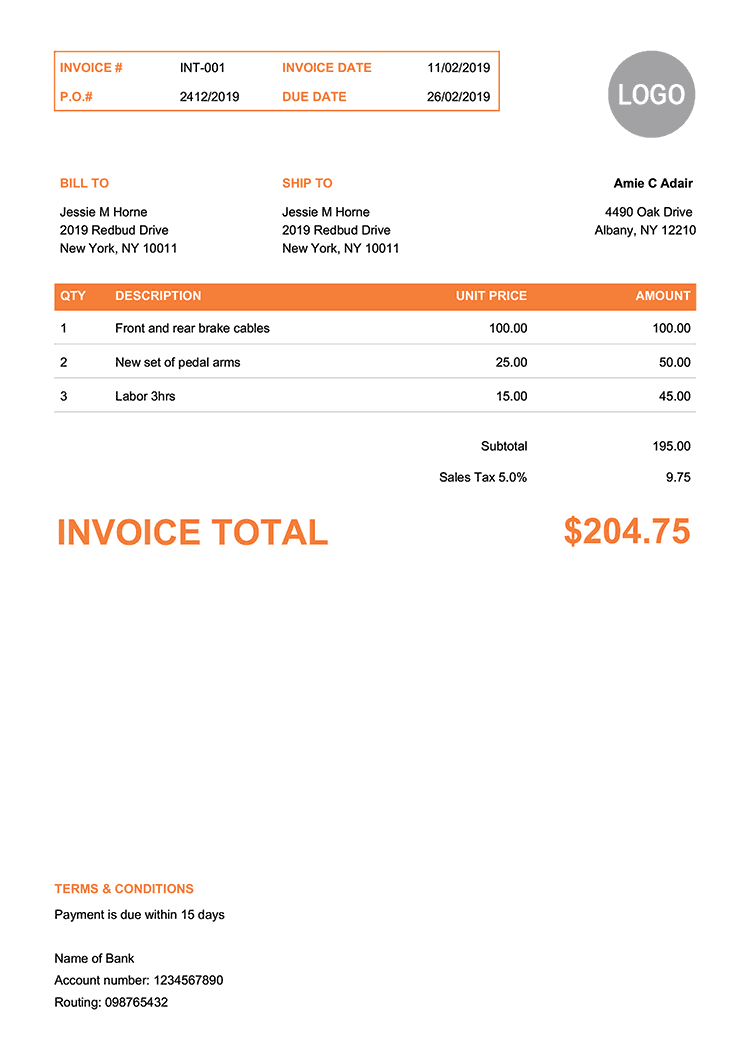 INVOICE # INT-001 INVOICE DATE 11/02/2019
P.O.# 2412/2019 DUE DATE 26/02/2019
LOGO
BILL TO SHIP TO Amie C Adair
Jessie M Horne Jessie M Horne 4490 Oak Drive
2019 Redbud Drive 2019 Redbud Drive Albany, NY 12210
New York, NY 10011 New York, NY 10011
QTY DESCRIPTION UNIT PRICE AMOUNT
1 Front and rear brake cables 100.00 100.00
2 New set of pedal arms 25.00 50.00
3 Labor 3hrs 15.00 45.00
Subtotal 195.00
Sales Tax 5.0% 9.75
INVOICE TOTAL $204.75
TERMS & CONDITIONS
Payment is due within 15 days
Name of Bank
Account number: 1234567890
Routing: 098765432